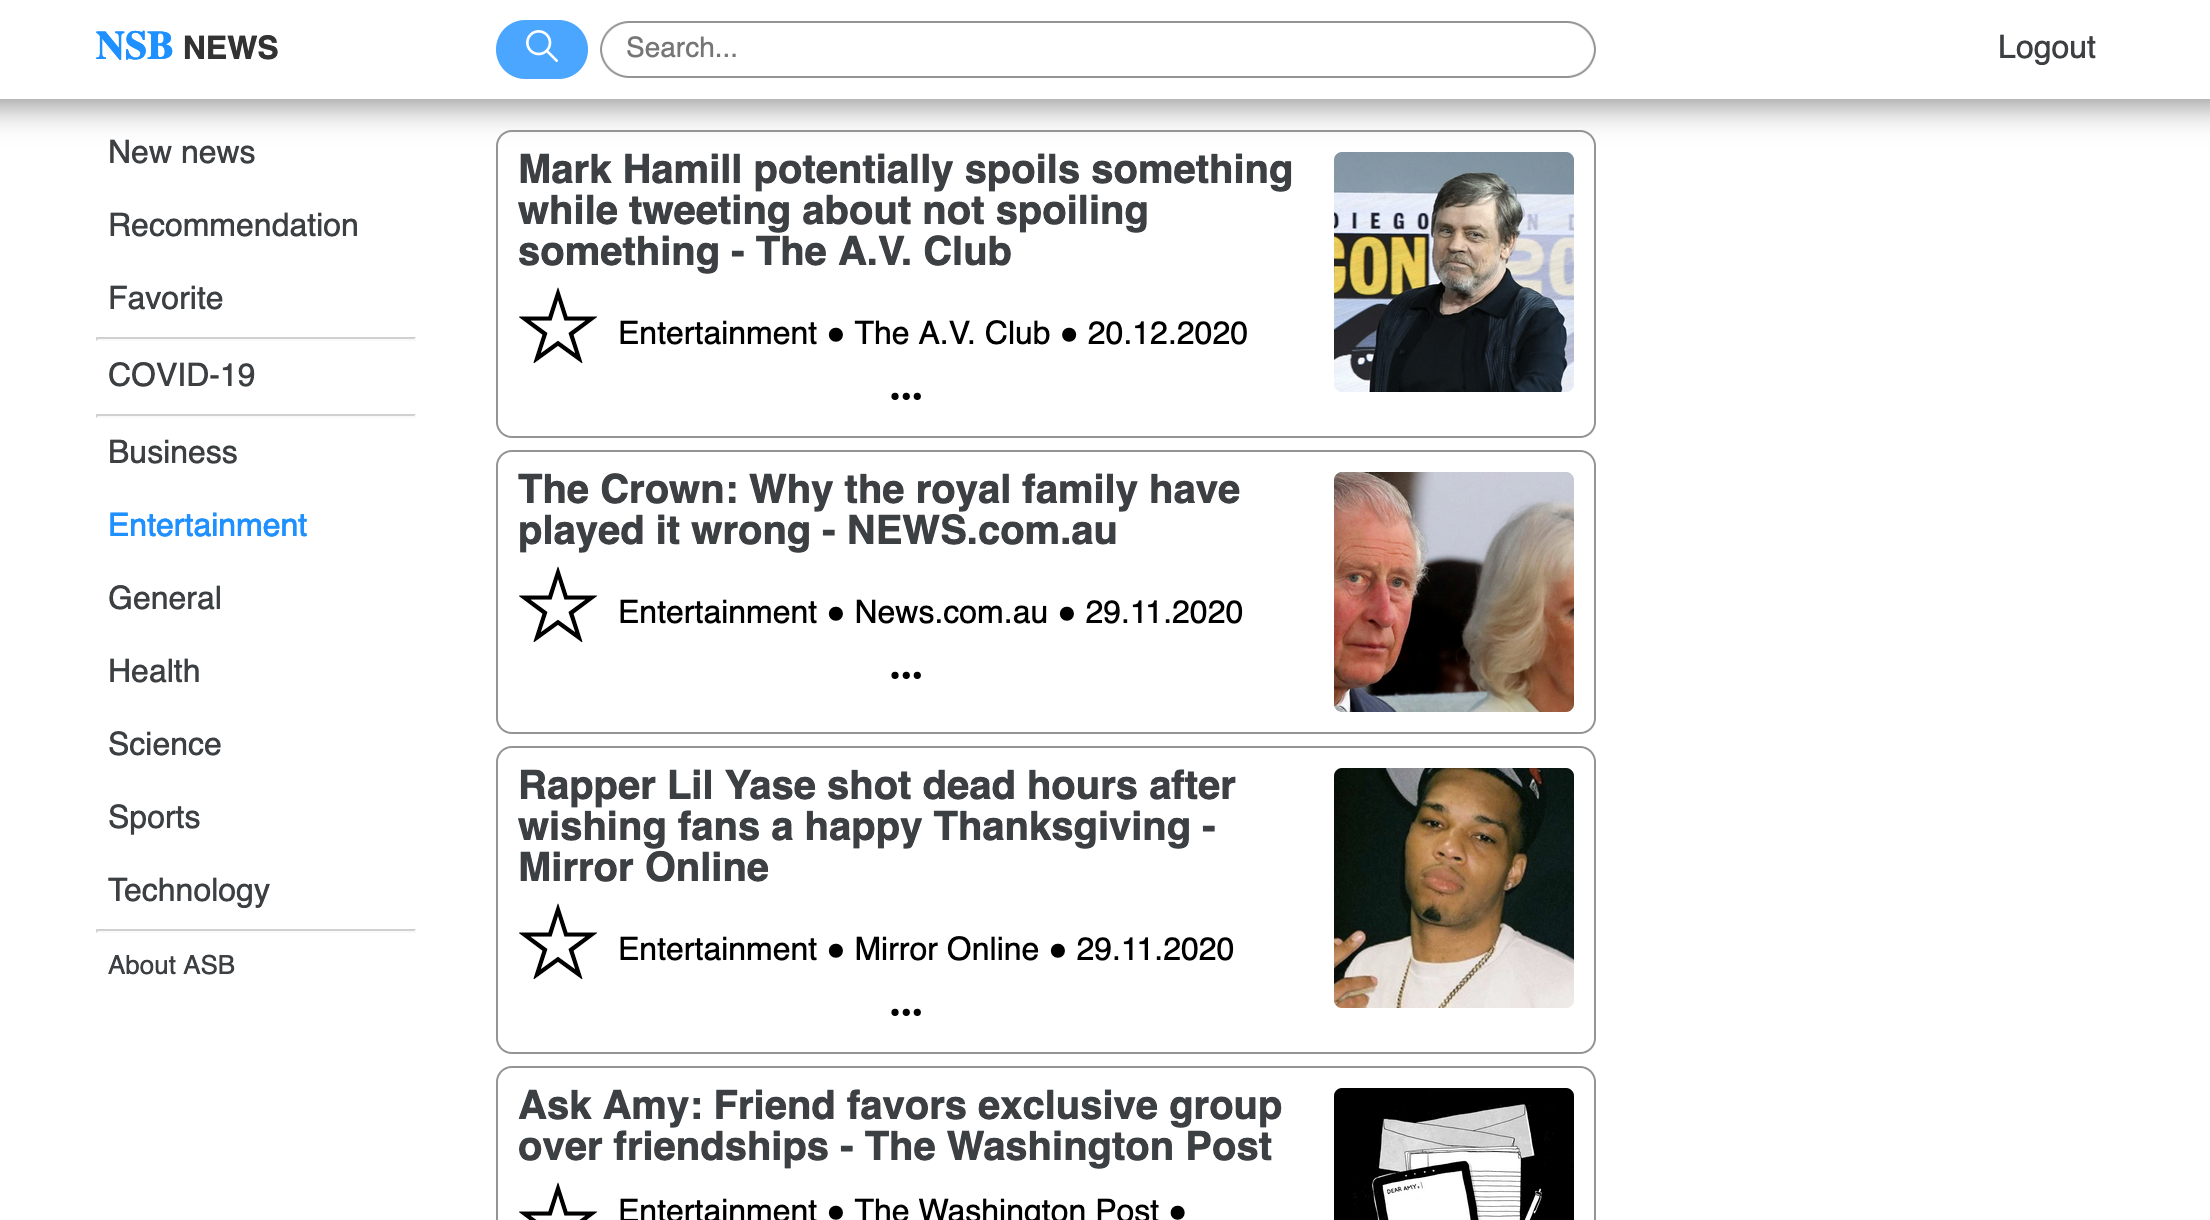 NSB NEWS
Search...
Logout
New news
Recommendation
Favorite
COVID-19
Business
Entertainment
General
Health
Science
Sports
Technology
About ASB
Mark Hamill potentially spoils something
while tweeting about not spoiling
something - The A.V. Club
Entertainment ● The A.V. Club ● 20.12.2020
...
DIEGO
CON
The Crown: Why the royal family have
played it wrong - NEWS.com.au
Entertainment ● News.com.au ● 29.11.2020
...
Rapper Lil Yase shot dead hours after
wishing fans a happy Thanksgiving -
Mirror Online
Entertainment ● Mirror Online ● 29.11.2020
...
Ask Amy: Friend favors exclusive group
over friendships - The Washington Post
Entertainment ● The Washington Post ●
DEAR AMY,